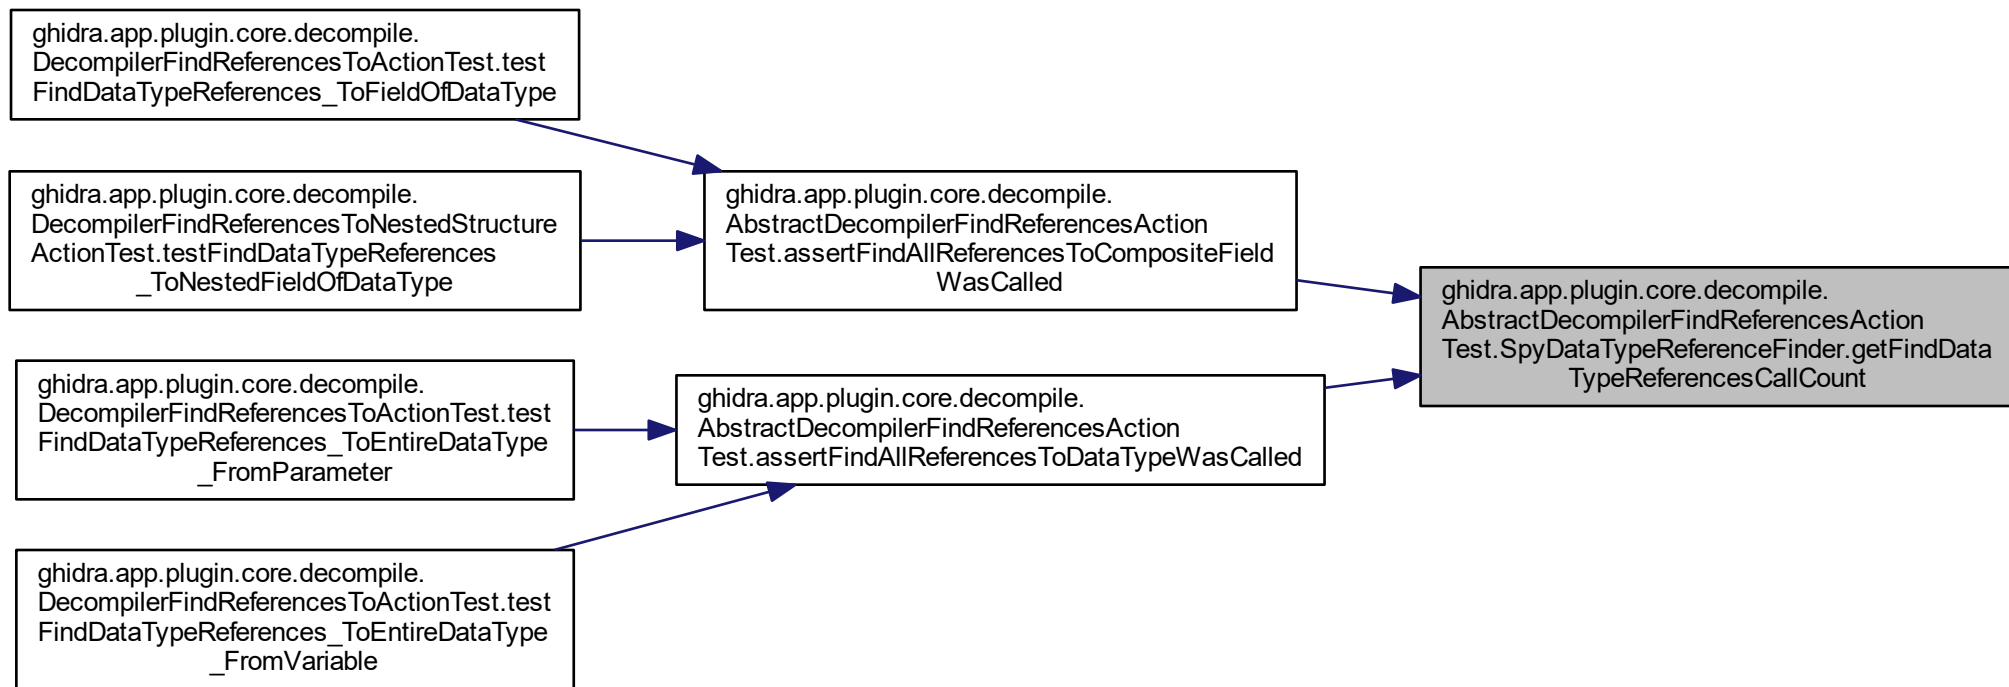 ghidra.app.plugin.core.decompile.
DecompilerFindReferencesToActionTest.test
FindDataTypeReferences_ToFieldOfDataType
ghidra.app.plugin.core.decompile.
DecompilerFindReferencesToNestedStructure
ActionTest.testFindDataTypeReferences
_ToNestedFieldOfDataType
ghidra.app.plugin.core.decompile.
DecompilerFindReferencesToActionTest.test
FindDataTypeReferences_ToEntireDataType
_FromParameter
ghidra.app.plugin.core.decompile.
DecompilerFindReferencesToActionTest.test
FindDataTypeReferences_ToEntireDataType
_FromVariable
ghidra.app.plugin.core.decompile.
AbstractDecompilerFindReferencesAction
Test.assertFindAllReferencesToCompositeField
WasCalled
ghidra.app.plugin.core.decompile.
AbstractDecompilerFindReferencesAction
Test.assertFindAllReferencesToDataTypeWasCalled
ghidra.app.plugin.core.decompile.
AbstractDecompilerFindReferencesAction
Test.SpyDataTypeReferenceFinder.getFindData
TypeReferencesCallCount